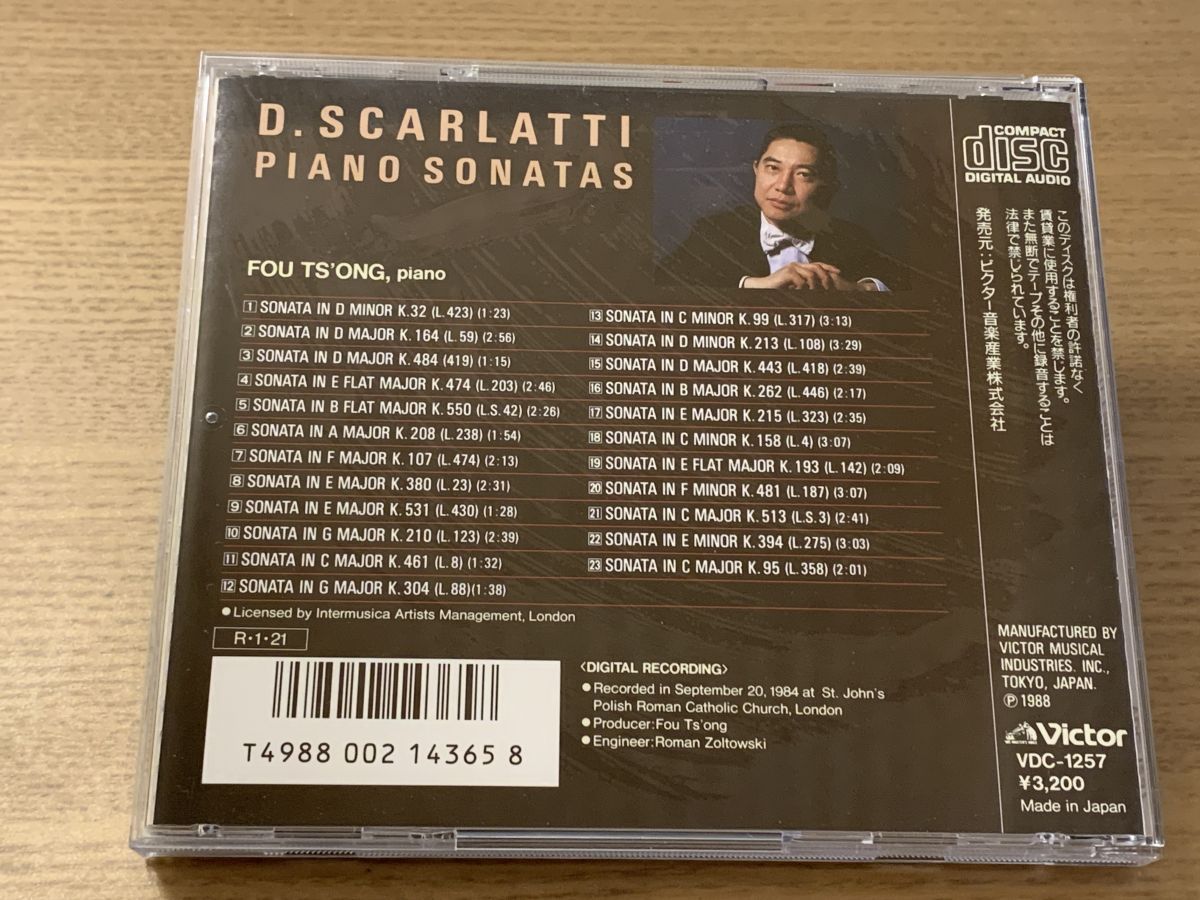 D. SCARLATTI
PIANO SONATAS
FOU TS'ONG, piano
1 SONATA IN D MINOR K.32 (L.423) (1:23)
2 SONATA IN D MAJOR K.164 (L.59) (2:56)
3 SONATA IN D MAJOR K.484 (419) (1:15)
4 SONATA IN E FLAT MAJOR K.474 (L.203) (2:46)
5 SONATA IN B FLAT MAJOR K.550 (L.S.42) (2:26)
6 SONATA IN A MAJOR K.208 (L.238) (1:54)
7 SONATA IN F MAJOR K.107 (L.474) (2:13)
8 SONATA IN E MAJOR K.380 (L.23) (2:31)
9 SONATA IN E MAJOR K.531 (L.430) (1:28)
10 SONATA IN G MAJOR K.210 (L.123) (2:39)
11 SONATA IN C MAJOR K.461 (L.8) (1:32)
12 SONATA IN G MAJOR K.304 (L.88)(1:38)
13 SONATA IN C MINOR K.99 (L.317) (3:13)
14 SONATA IN D MINOR K.213 (L.108) (3:29)
15 SONATA IN D MAJOR K.443 (L.418) (2:39)
16 SONATA IN B MAJOR K.262 (L.446) (2:17)
17 SONATA IN E MAJOR K.215 (L.323) (2:35)
18 SONATA IN C MINOR K.158 (L.4) (3:07)
19 SONATA IN E FLAT MAJOR K.193 (L.142) (2:09)
20 SONATA IN F MINOR K.481 (L.187) (3:07)
21 SONATA IN C MAJOR K.513 (L.S.3) (2:41)
22 SONATA IN E MINOR K.394 (L.275) (3:03)
23 SONATA IN C MAJOR K.95 (L.358) (2:01)
●Licensed by Intermusica Artists Management, London
R・1・21
T4988 002 14365 8
〈DIGITAL RECORDING〉
●Recorded in September 20, 1984 at St. John's
Polish Roman Catholic Church, London
●Producer:Fou Ts'ong
●Engineer:Roman Zoltowski
COMPACT
disc
DIGITAL AUDIO
このディスクは権利者の許諾なく
賃貸業に使用することを禁じます。
また無断でテープその他に録音することは
法律で禁じられています。
発売元:ビクター音楽産業株式会社
MANUFACTURED BY
VICTOR MUSICAL
INDUSTRIES. INC.,
TOKYO, JAPAN.
Ⓟ1988
Victor
VDC-1257
¥3,200
Made in Japan